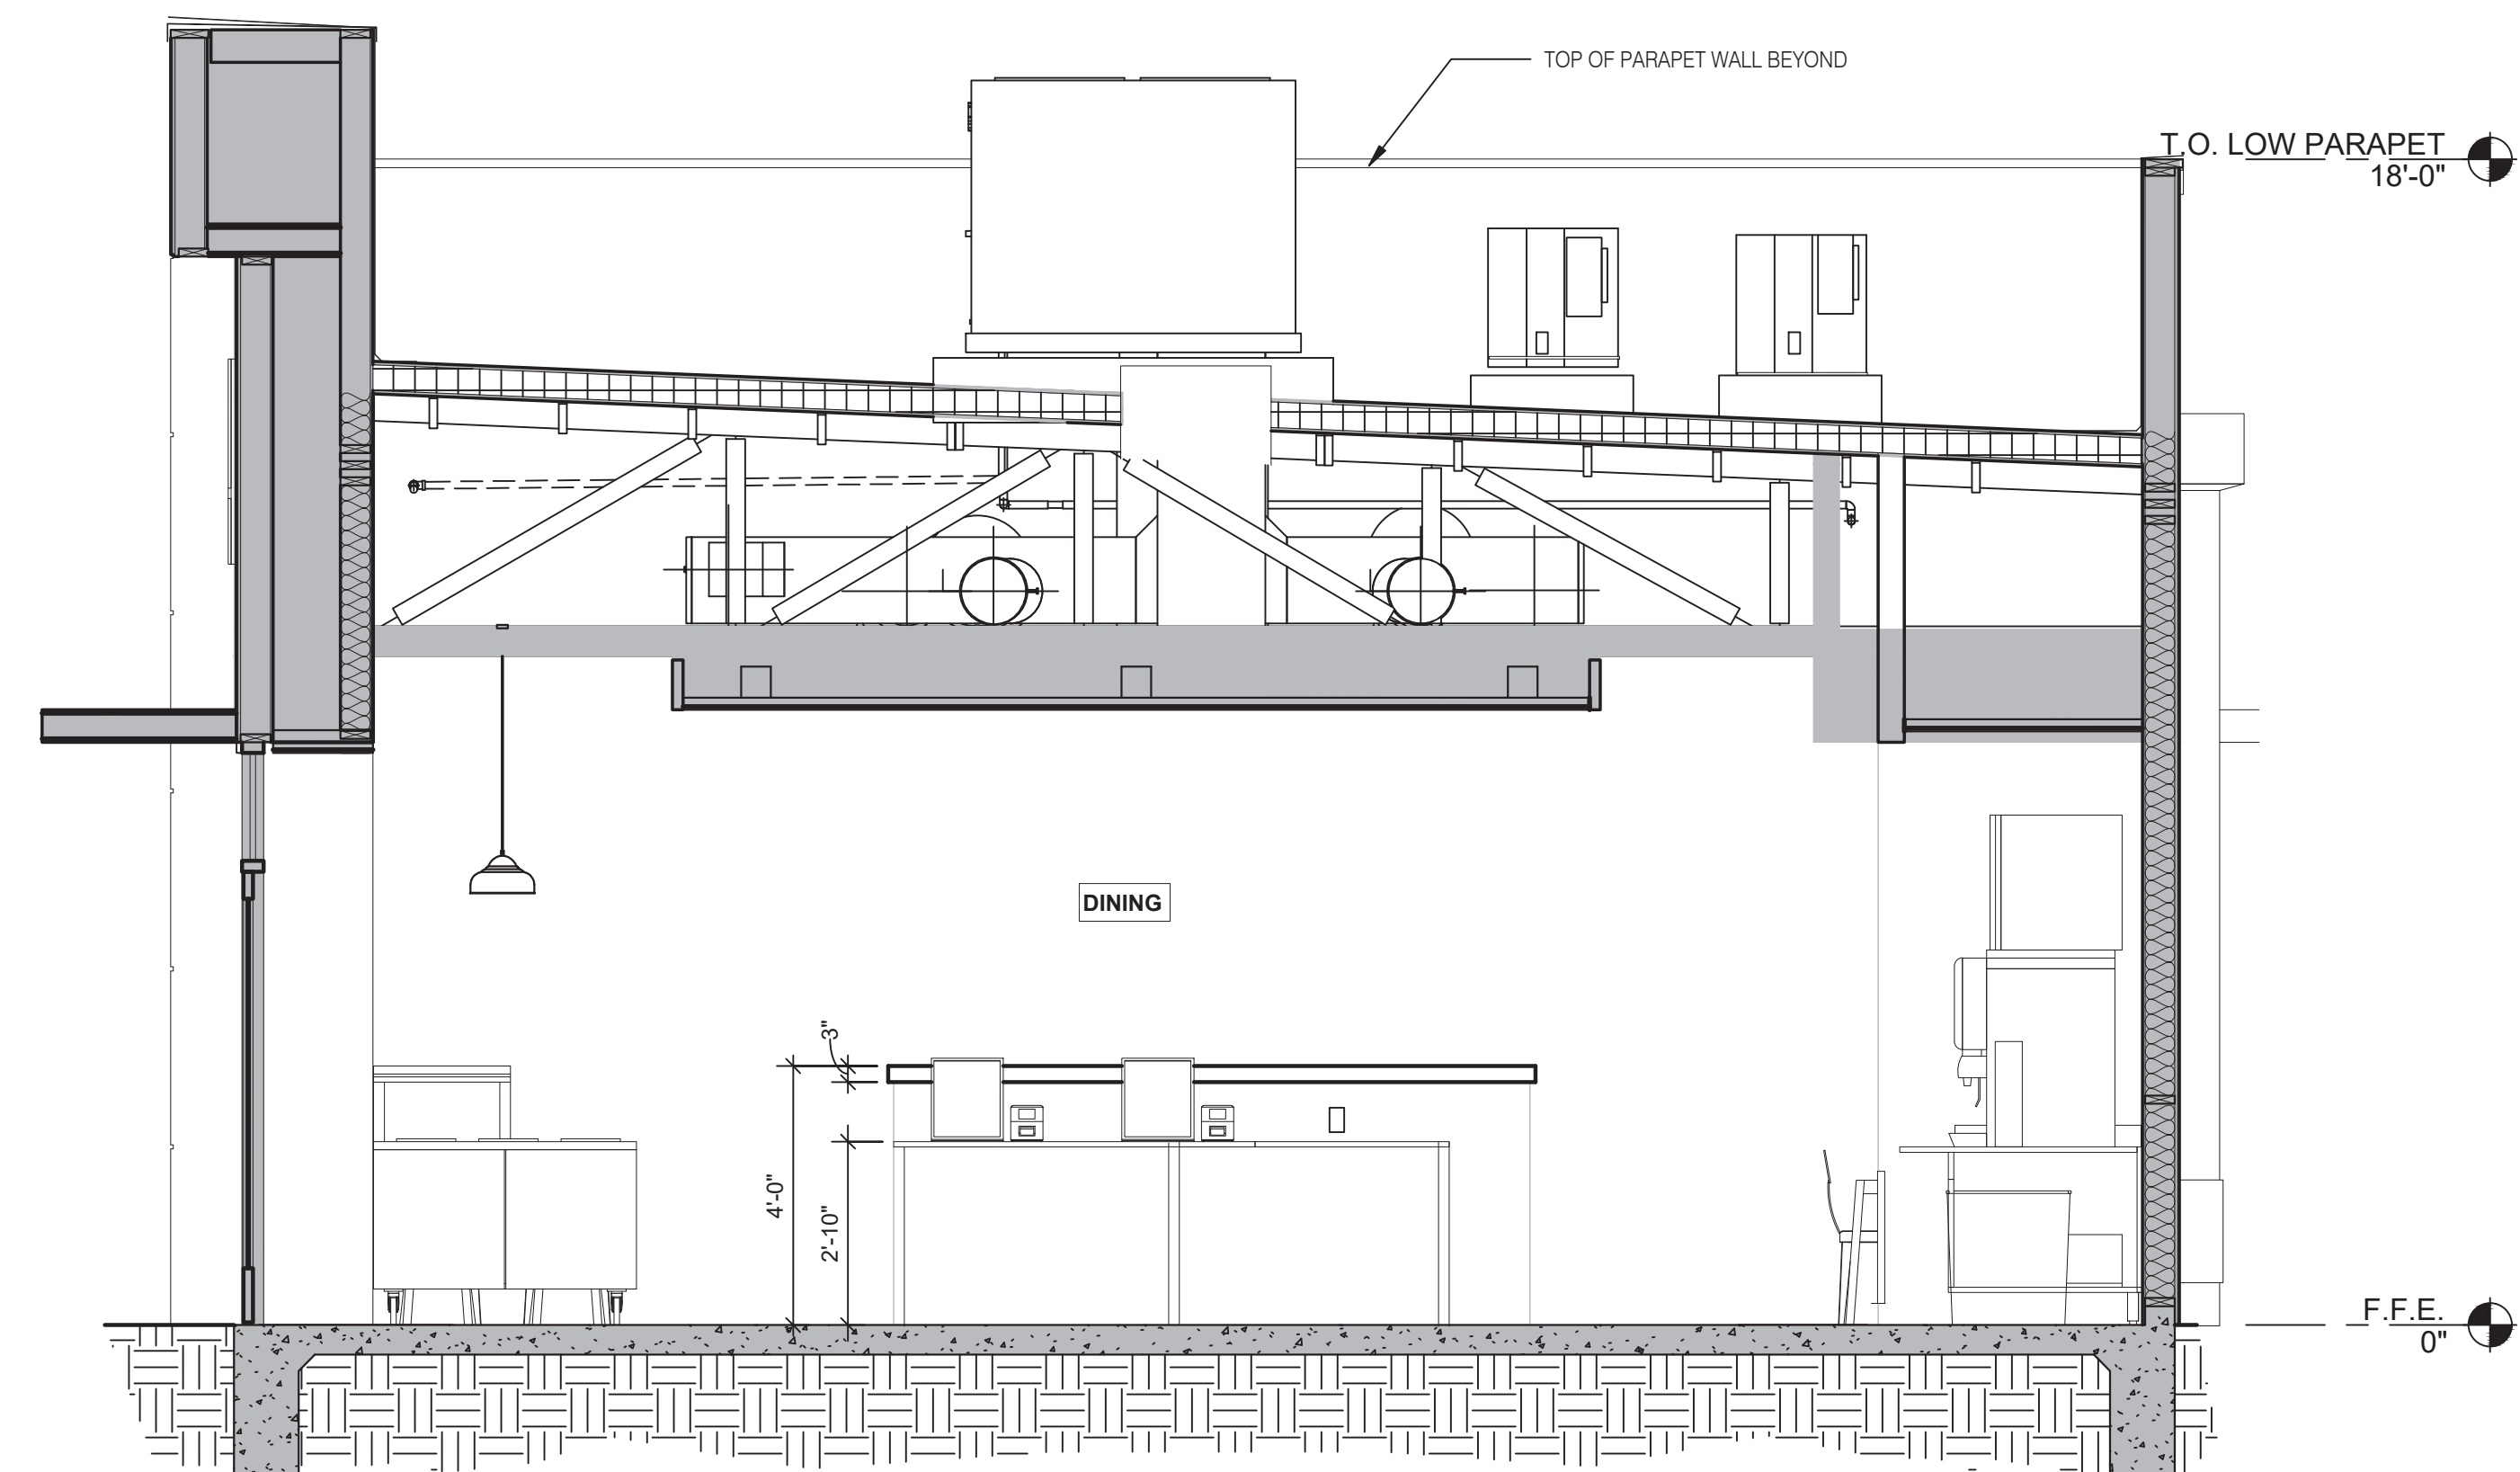 TOP OF PARAPET WALL BEYOND
T.O. LOW PARAPET
18'-0"
DINING
3"
4'-0"
2'-10"
F.F.E.
0"